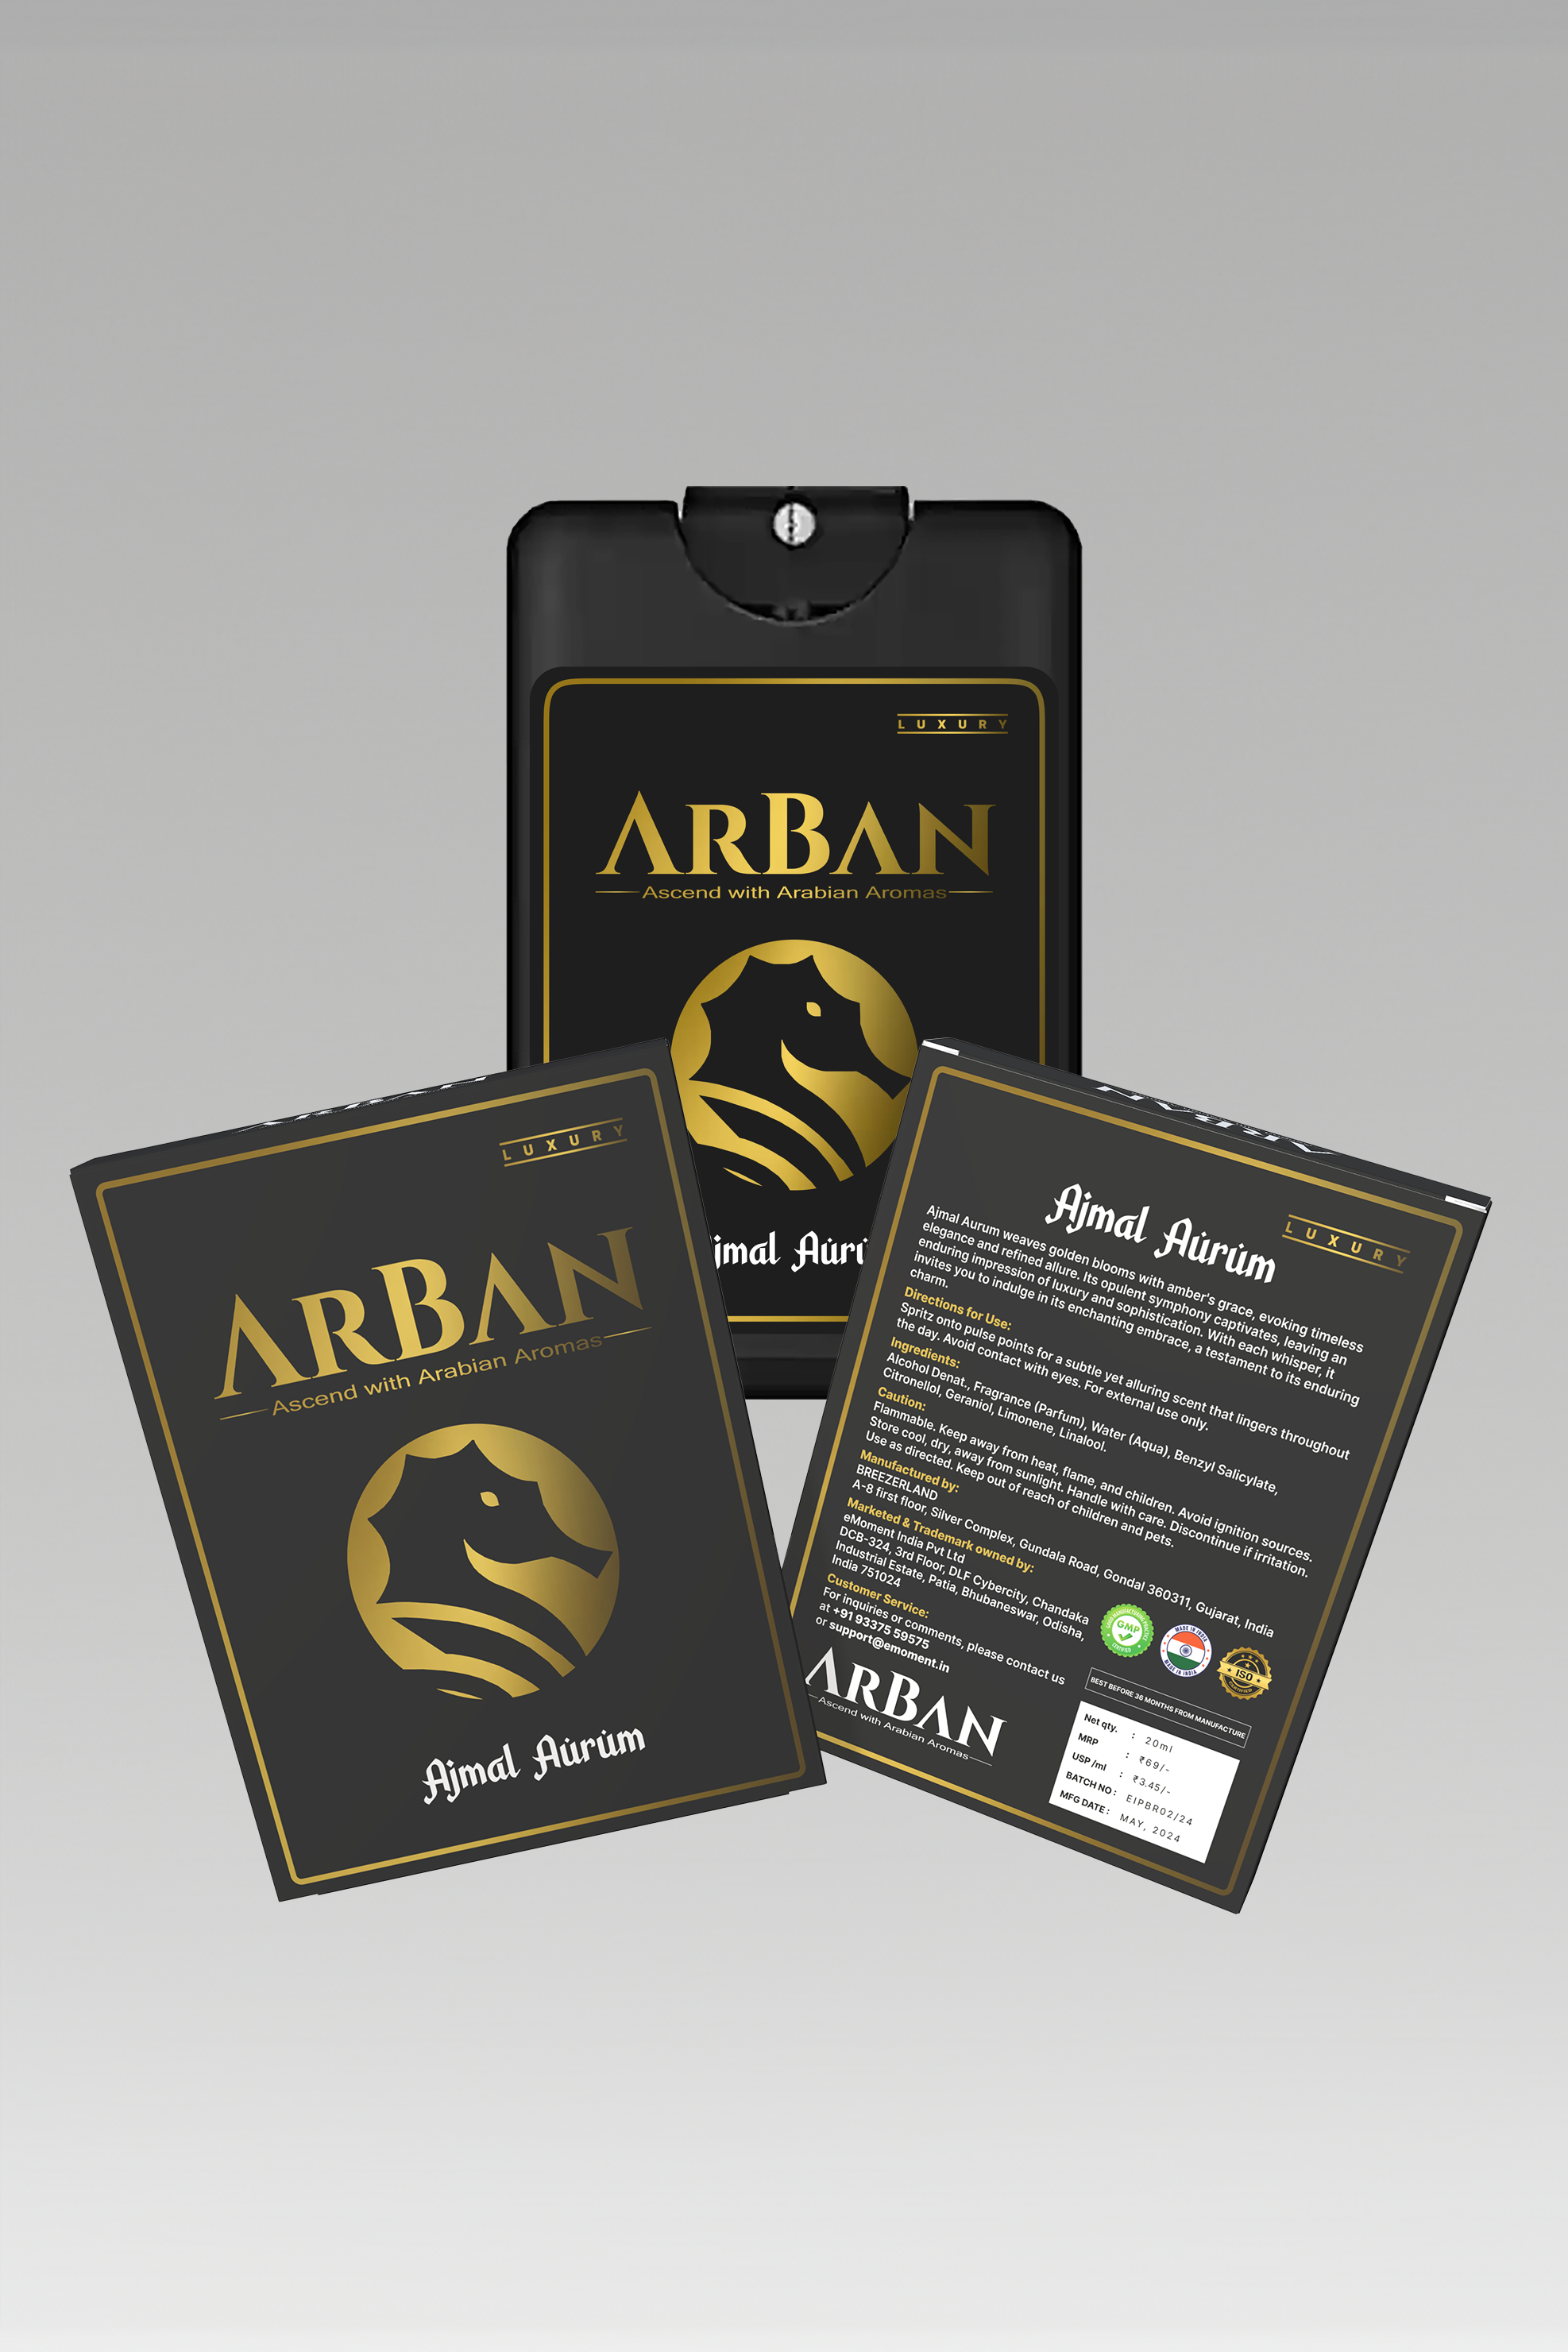 LUXURY
ARBAN
Ascend with Arabian Aromas
jmal Auru
LUXURY
ARBAN
Ascend with Arabian Aromas
Ajmal Aurum
ARBAN
Ajmal Aurum
LUXURY
Ajmal Aurum weaves golden blooms with amber's grace, evoking timeless
elegance and refined allure. Its opulent symphony captivates, leaving an
enduring impression of luxury and sophistication. With each whisper, it
invites you to indulge in its enchanting embrace, a testament to its enduring
charm.
Directions for Use:
Spritz onto pulse points for a subtle yet alluring scent that lingers throughout
the day. Avoid contact with eyes. For external use only.
Ingredients:
Alcohol Denat., Fragrance (Parfum), Water (Aqua), Benzyl Salicylate,
Citronellol, Geraniol, Limonene, Linalool.
Caution:
Flammable. Keep away from heat, flame, and children. Avoid ignition sources.
Store cool, dry, away from sunlight. Handle with care. Discontinue if irritation.
Use as directed. Keep out of reach of children and pets.
Manufactured by:
BREEZERLAND
A-8 first floor, Silver Complex, Gundala Road, Gondal 360311, Gujarat, India
Marketed & Trademark owned by:
eMoment India Pvt Ltd
DCB-324, 3rd Floor, DLF Cybercity, Chandaka
Industrial Estate, Patia, Bhubaneswar, Odisha,
India 751024
Customer Service:
For inquiries or comments, please contact us
at +91 93375 59575
or support@emoment.in
GMP
CERTIFIED
MADE IN INDIA
MADE IN INDIA
ISO
ARBAN
Ascend with Arabian Aromas
BEST BEFORE 36 MONTHS FROM MANUFACTURE
Net qty. : 20ml
MRP : ₹69/-
USP /ml : ₹3.45/-
BATCH NO : EIPBR02/24
MFG DATE : MAY, 2024